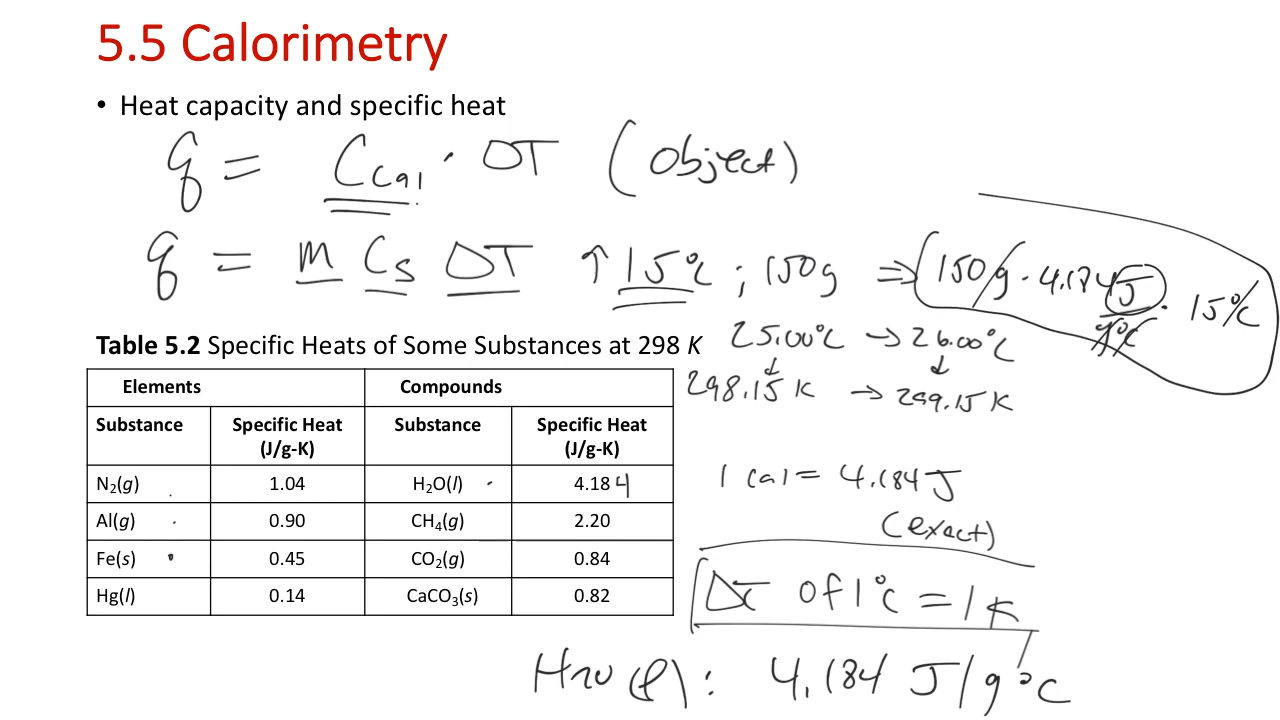 5.5 Calorimetry
• Heat capacity and specific heat
q = Ccal · ΔT (object)
q = m Cs ΔT ↑ 15°C ; 150g ⇒ (150 g · 4.184 J/g°C · 15°C)
25.00°C → 26.00°C
298.15 K → 299.15 K
Table 5.2 Specific Heats of Some Substances at 298 K
Elements Compounds
Substance Specific Heat (J/g-K) Substance Specific Heat (J/g-K)
N₂(g) 1.04 H₂O(l) 4.184
Al(g) 0.90 CH₄(g) 2.20
Fe(s) 0.45 CO₂(g) 0.84
Hg(l) 0.14 CaCO₃(s) 0.82
1 cal = 4.184 J
(exact)
of 1°C = 1 K
H₂O (l) : 4.184 J/g°C